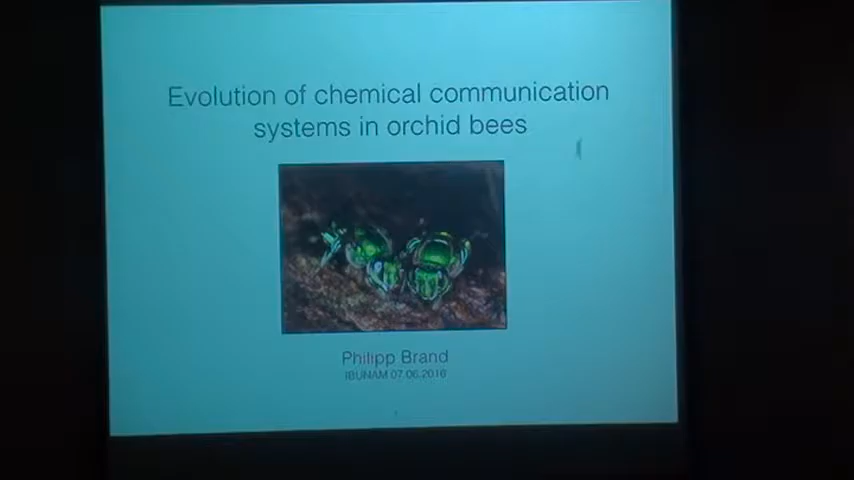 Evolution of chemical communication
systems in orchid bees
Philipp Brand
IBUNAM 07.06.2016